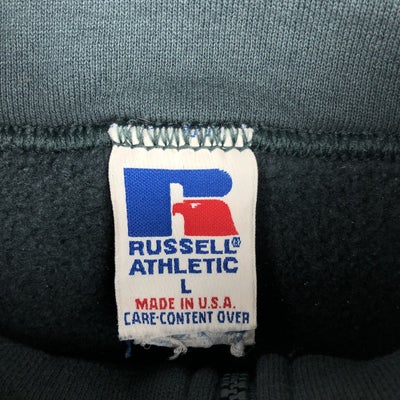 R
RUSSELL®
ATHLETIC
L
MADE IN U.S.A.
CARE-CONTENT OVER